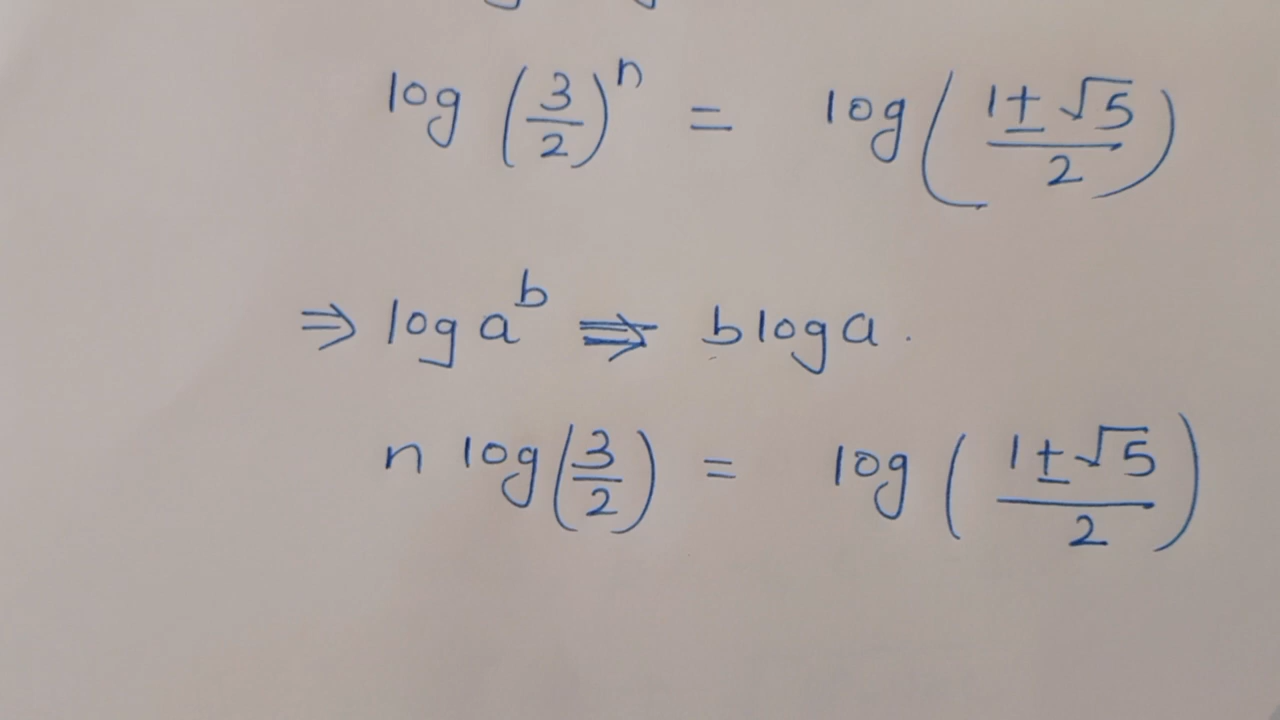 log (3/2)^n = log(1±√5/2)
⇒ log a^b ⇒ b log a.
n log(3/2) = log (1±√5/2)